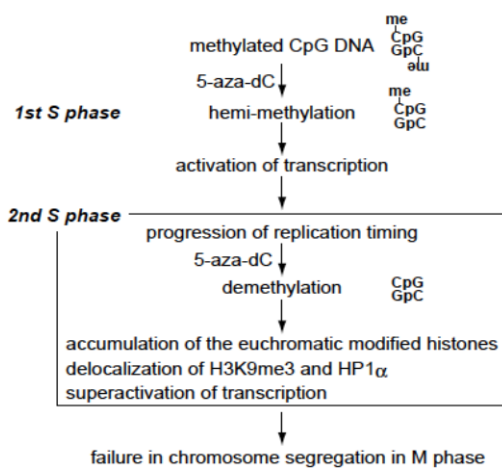 me
methylated CpG DNA CpG
GpC
me
5-aza-dC
me
1st S phase hemi-methylation CpG
GpC
activation of transcription
2nd S phase
progression of replication timing
5-aza-dC
demethylation CpG
GpC
accumulation of the euchromatic modified histones
delocalization of H3K9me3 and HP1α
superactivation of transcription
failure in chromosome segregation in M phase